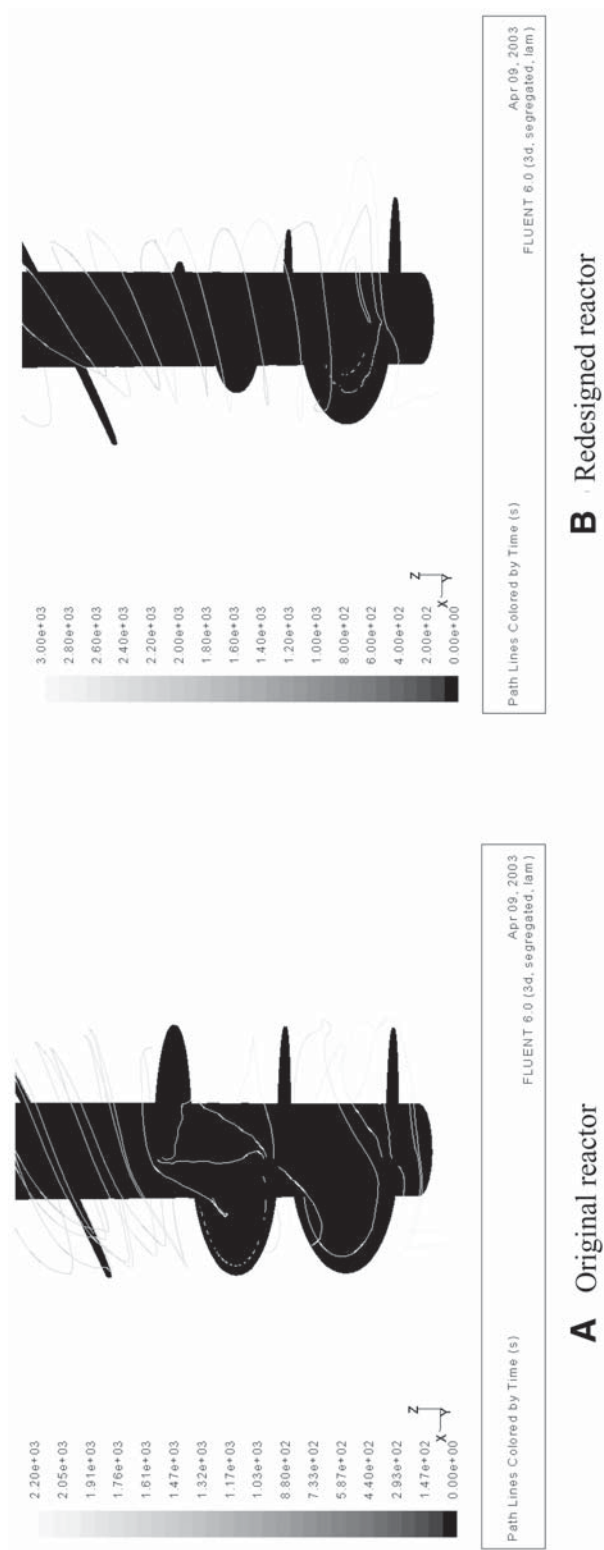 3.00e+03
2.80e+03
2.60e+03
2.40e+03
2.20e+03
2.00e+03
1.80e+03
1.60e+03
1.40e+03
1.20e+03
1.00e+03
8.00e+02
6.00e+02
4.00e+02
2.00e+02
0.00e+00
Z
X
Y
Path Lines Colored by Time (s)
Apr 09, 2003
FLUENT 6.0 (3d, segregated, lam)
B Redesigned reactor
2.20e+03
2.05e+03
1.91e+03
1.76e+03
1.61e+03
1.47e+03
1.32e+03
1.17e+03
1.03e+03
8.80e+02
7.33e+02
5.87e+02
4.40e+02
2.93e+02
1.47e+02
0.00e+00
Z
X
Y
Path Lines Colored by Time (s)
Apr 09, 2003
FLUENT 6.0 (3d, segregated, lam)
A Original reactor